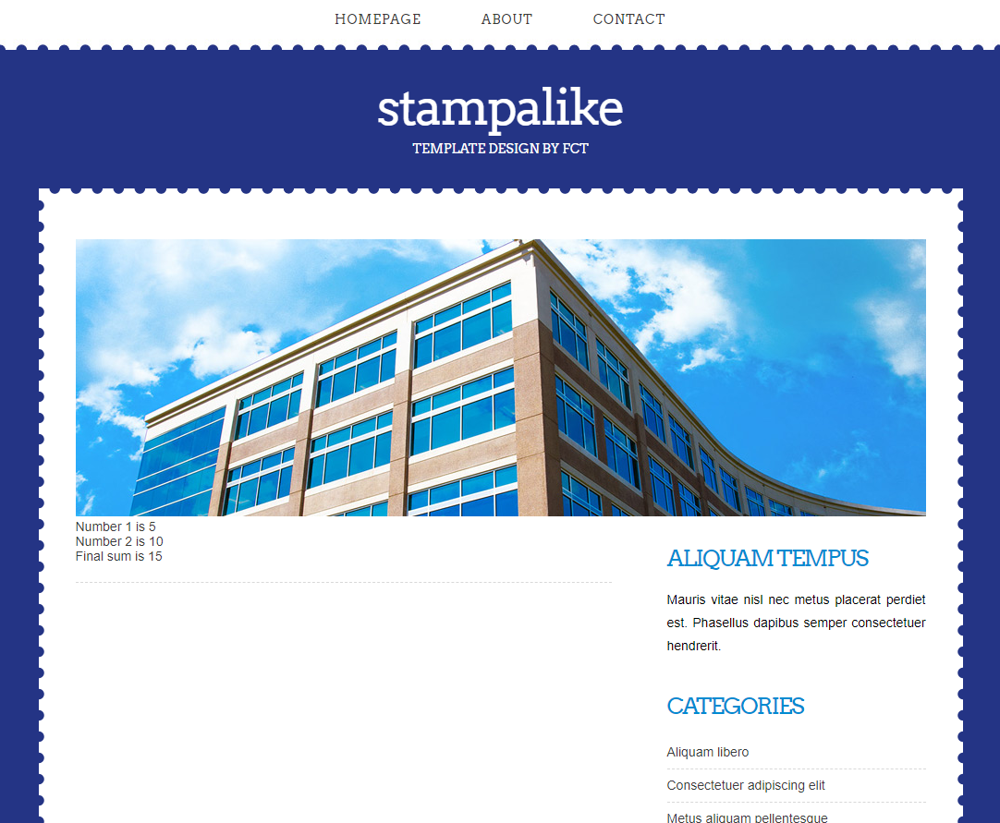 HOMEPAGE ABOUT CONTACT
stampalike
TEMPLATE DESIGN BY FCT
Number 1 is 5
Number 2 is 10
Final sum is 15
ALIQUAM TEMPUS
Mauris vitae nisl nec metus placerat perdiet
est. Phasellus dapibus semper consectetuer
hendrerit.
CATEGORIES
Aliquam libero
Consectetuer adipiscing elit
Metus aliquam pellentesque